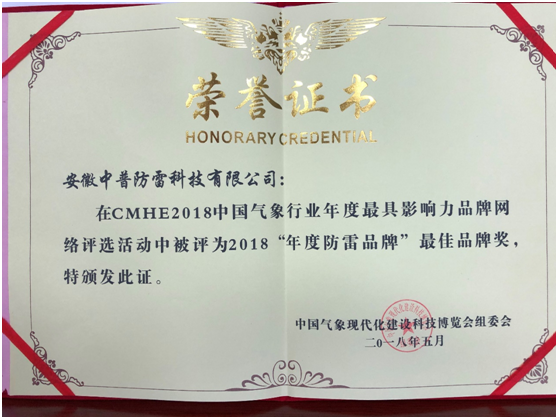 荣誉证书
HONORARY CREDENTIAL
安徽中普防雷科技有限公司：
在CMHE2018中国气象行业年度最具影响力品牌网
络评选活动中被评为2018“年度防雷品牌”最佳品牌奖，
特颁发此证。
中国气象现代化建设科技博览会组委会
二〇一八年五月